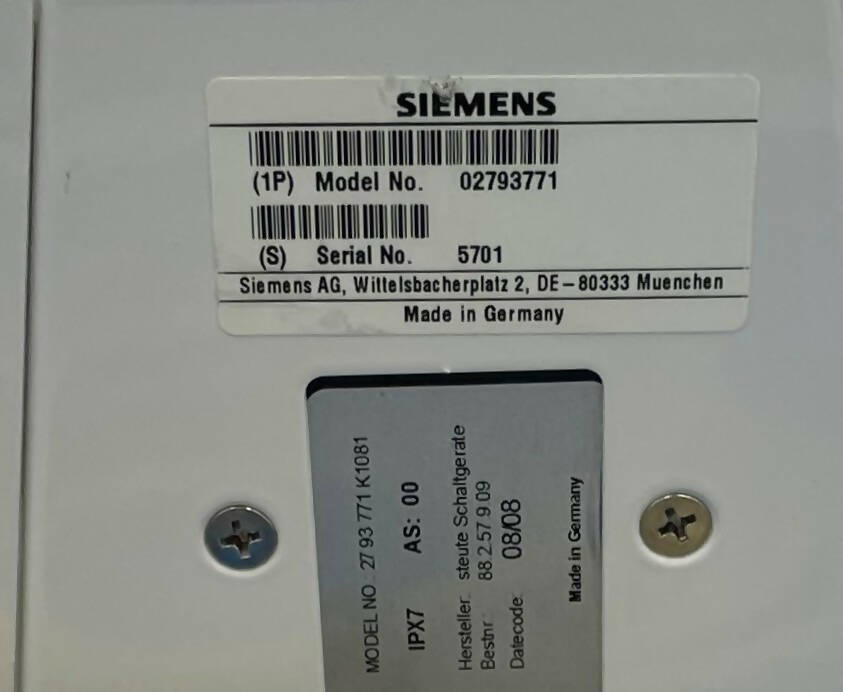 SIEMENS
(1P) Model No. 02793771
(S) Serial No. 5701
Siemens AG, Wittelsbacherplatz 2, DE-80333 Muenchen
Made in Germany
MODEL NO : 27 93 771 K1081
IPX7 AS: 00
Hersteller: steute Schaltgerate
Bestnr : 88.2.57.9.09
Datecode: 08/08
Made in Germany